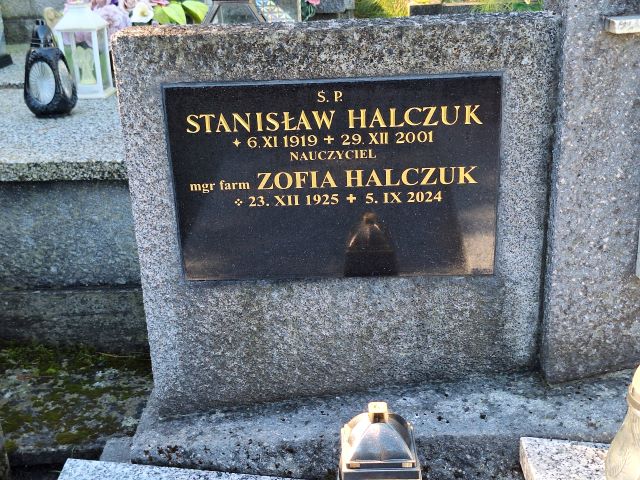 Ś. P.
STANISŁAW HALCZUK
✦ 6. XI 1919 + 29. XII 2001
NAUCZYCIEL
mgr farm ZOFIA HALCZUK
✧ 23. XII 1925 + 5. IX 2024